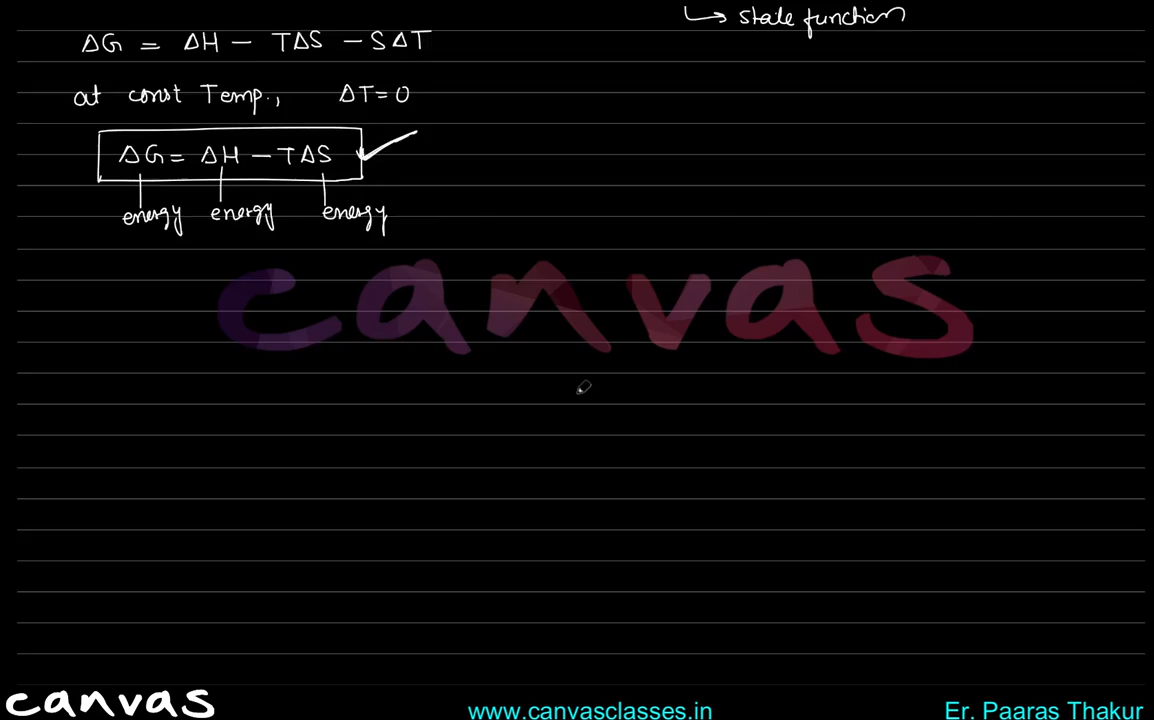 ↳ state function
ΔG = ΔH - TΔS - SΔT
at const Temp., ΔT = 0
ΔG = ΔH - TΔS
energy energy energy
canvas
canvas www.canvasclasses.in Er. Paaras Thakur